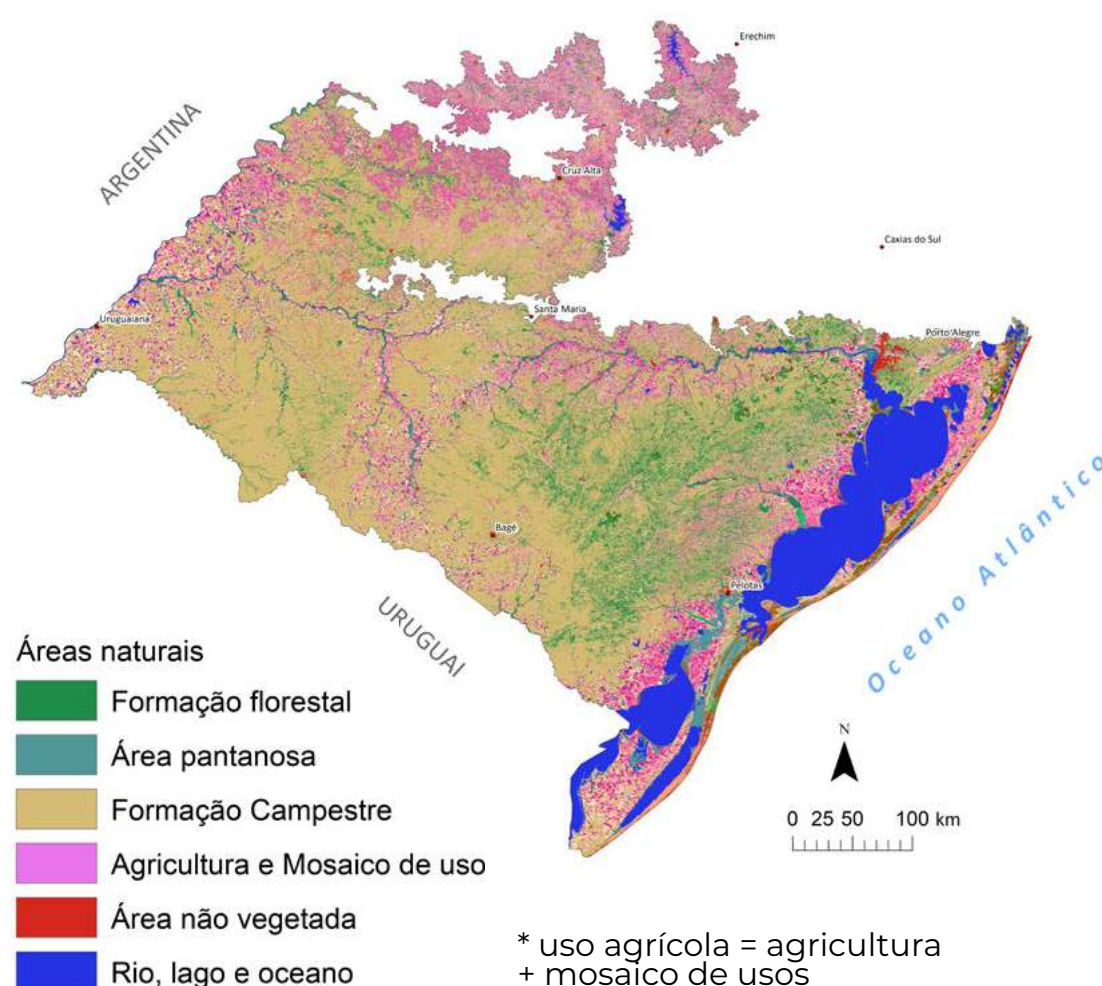 Erechim
ARGENTINA
Cruz Alta
Caxias do Sul
Uruguaiana
Santa Maria
Porto Alegre
Bagé
Pelotas
URUGUAI
Oceano Atlântico
Áreas naturais
Formação florestal
Área pantanosa
Formação Campestre
Agricultura e Mosaico de uso
Área não vegetada
Rio, lago e oceano
N
0 25 50 100 km
* uso agrícola = agricultura
+ mosaico de usos